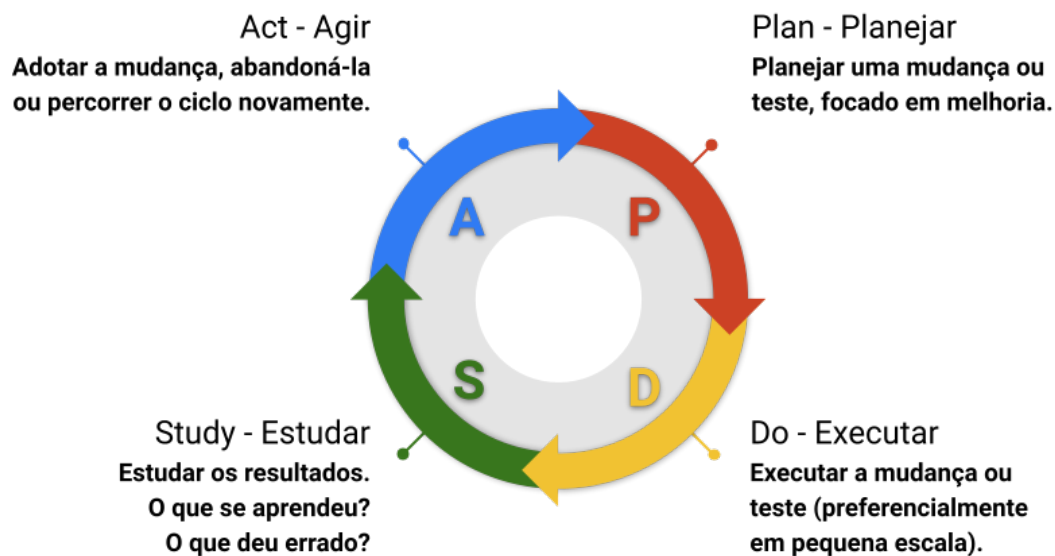 Act - Agir
Adotar a mudança, abandoná-la
ou percorrer o ciclo novamente.
Plan - Planejar
Planejar uma mudança ou
teste, focado em melhoria.
A
P
S
D
Study - Estudar
Estudar os resultados.
O que se aprendeu?
O que deu errado?
Do - Executar
Executar a mudança ou
teste (preferencialmente
em pequena escala).